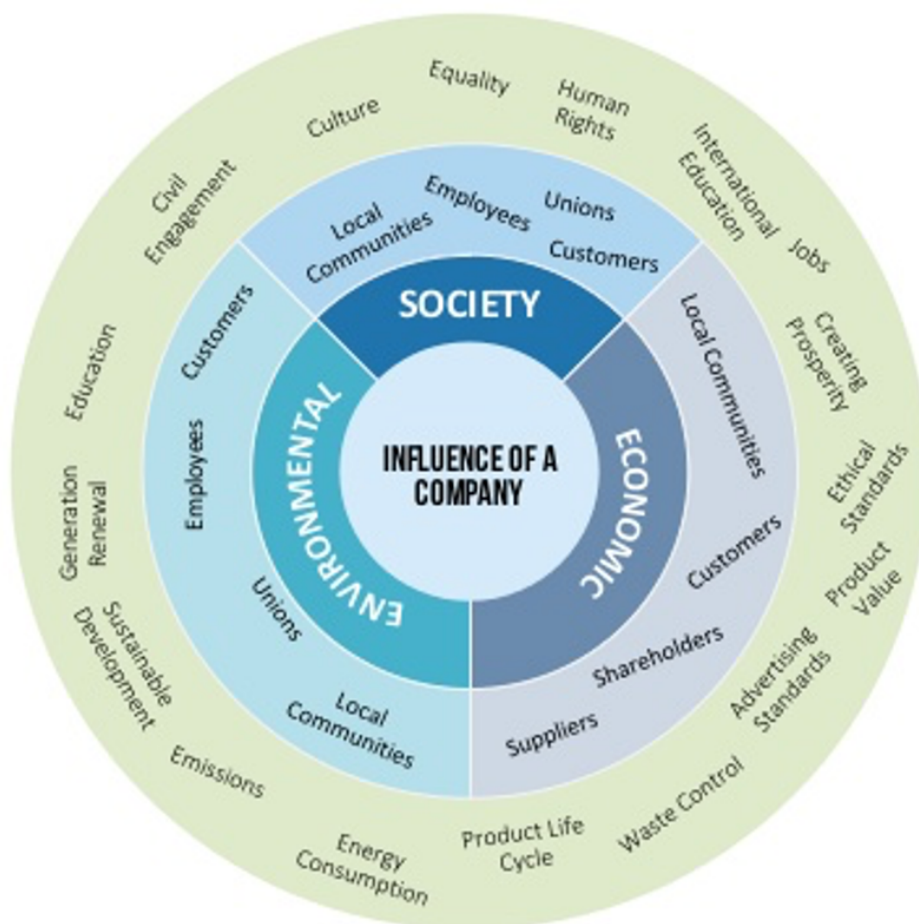 INFLUENCE OF A
COMPANY
SOCIETY
ECONOMIC
ENVIRONMENTAL
Local
Communities
Employees
Unions
Customers
Local Communities
Customers
Shareholders
Suppliers
Local
Communities
Unions
Employees
Customers
Equality
Human
Rights
International
Education
Jobs
Creating
Prosperity
Ethical
Standards
Product
Value
Advertising
Standards
Waste Control
Product Life
Cycle
Energy
Consumption
Emissions
Sustainable
Development
Generation
Renewal
Education
Civil
Engagement
Culture